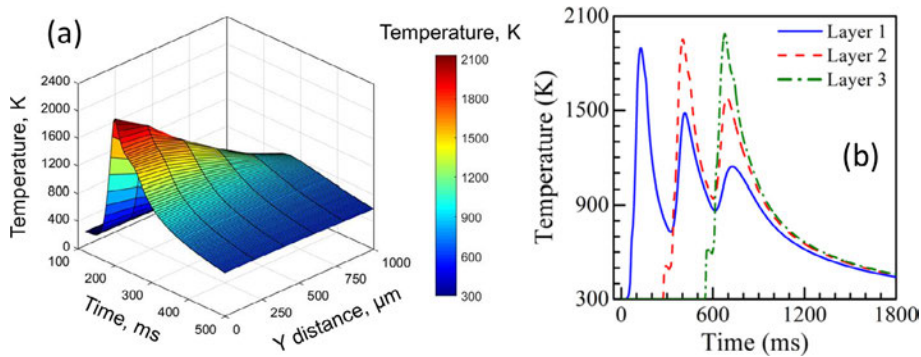 (a)
Temperature, K
2400
2000
1600
1200
800
400
0
Temperature, K
100
200
300
400
500
Time, ms
0
250
500
750
1000
Y distance, μm
2100
1800
1500
1200
900
600
300
Temperature (K)
2100
1500
900
300
Layer 1
Layer 2
Layer 3
(b)
0 600 1200 1800
Time (ms)